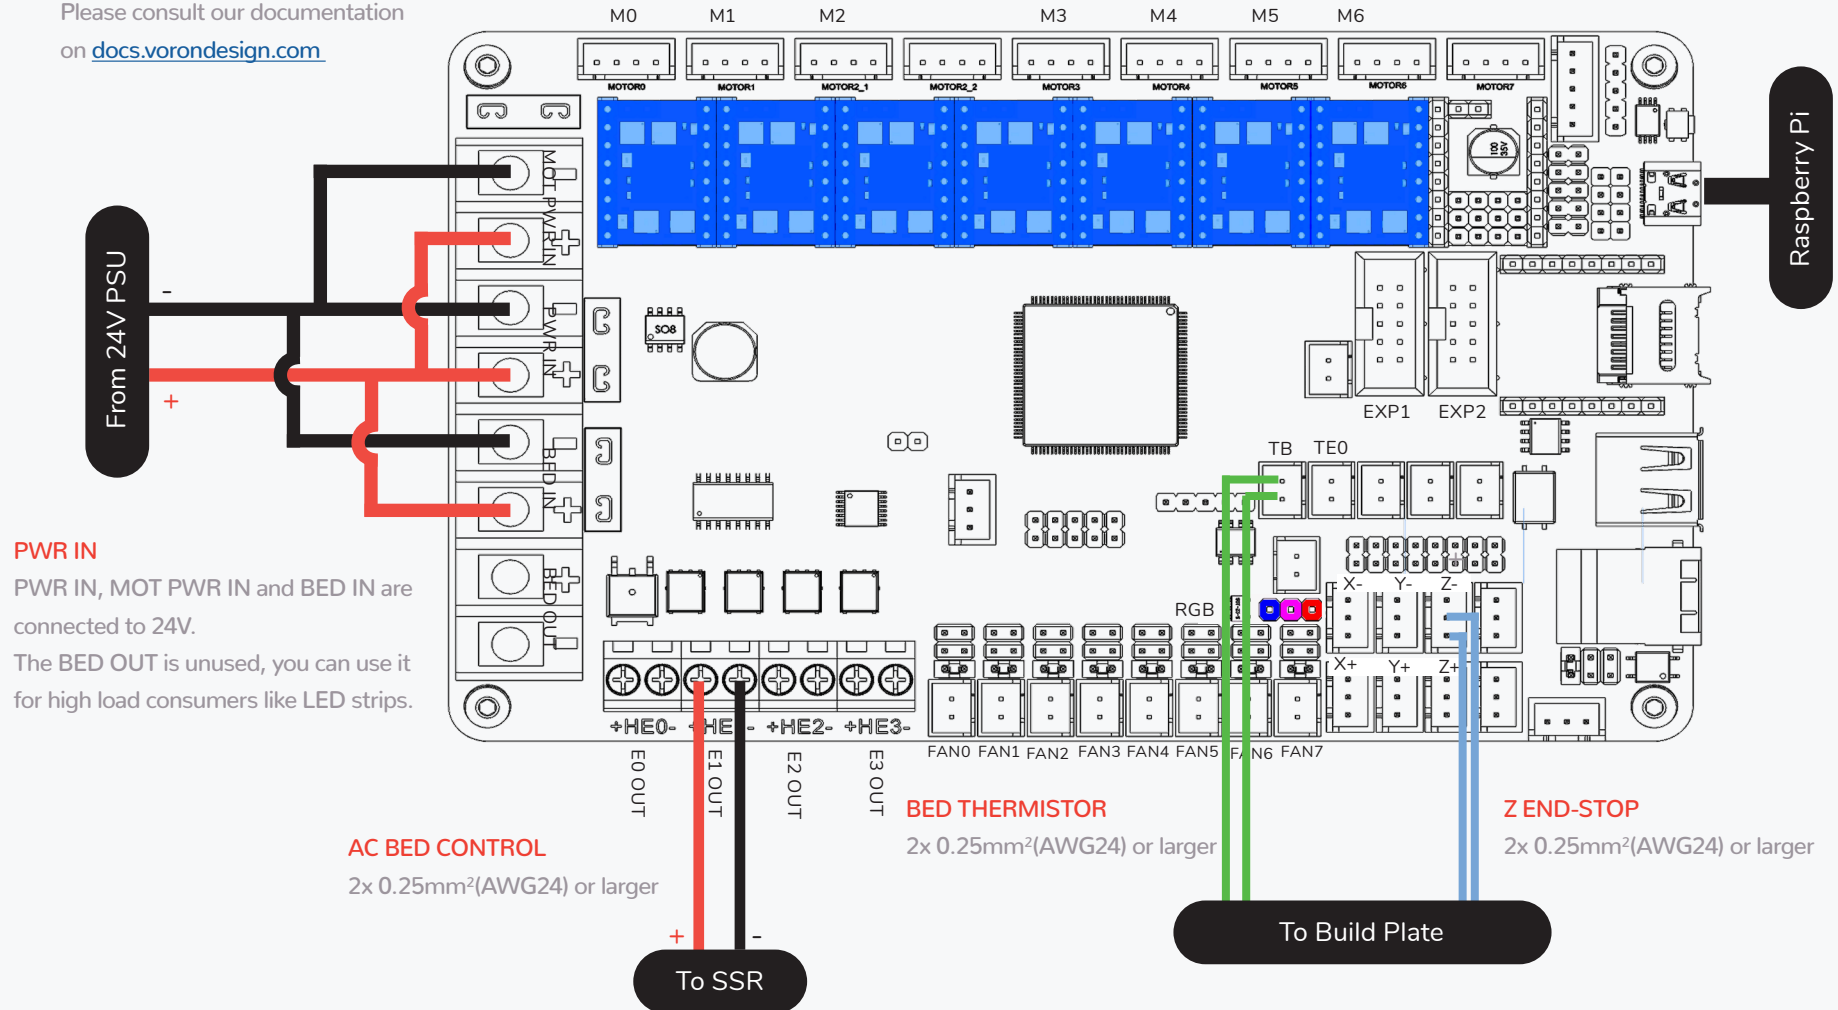 Please consult our documentation
on docs.vorondesign.com
M0 M1 M2 M3 M4 M5 M6
MOTOR0 MOTOR1 MOTOR2_1 MOTOR2_2 MOTOR3 MOTOR4 MOTOR5 MOTOR6 MOTOR7
100
35V
Raspberry Pi
From 24V PSU
-
+
MOT PWR IN
- +
PWR IN
- +
BED IN
- +
BED OUT
+ -
SO8
EXP1 EXP2
TB TE0
PWR IN
PWR IN, MOT PWR IN and BED IN are
connected to 24V.
The BED OUT is unused, you can use it
for high load consumers like LED strips.
RGB
X- Y- Z-
X+ Y+ Z+
+HE0- +HE - +HE2- +HE3-
E0 OUT
E1 OUT
E2 OUT
E3 OUT
FAN0 FAN1 FAN2 FAN3 FAN4 FAN5 FAN6 FAN7
AC BED CONTROL
2x 0.25mm²(AWG24) or larger
BED THERMISTOR
2x 0.25mm²(AWG24) or larger
Z END-STOP
2x 0.25mm²(AWG24) or larger
+ -
To SSR
To Build Plate